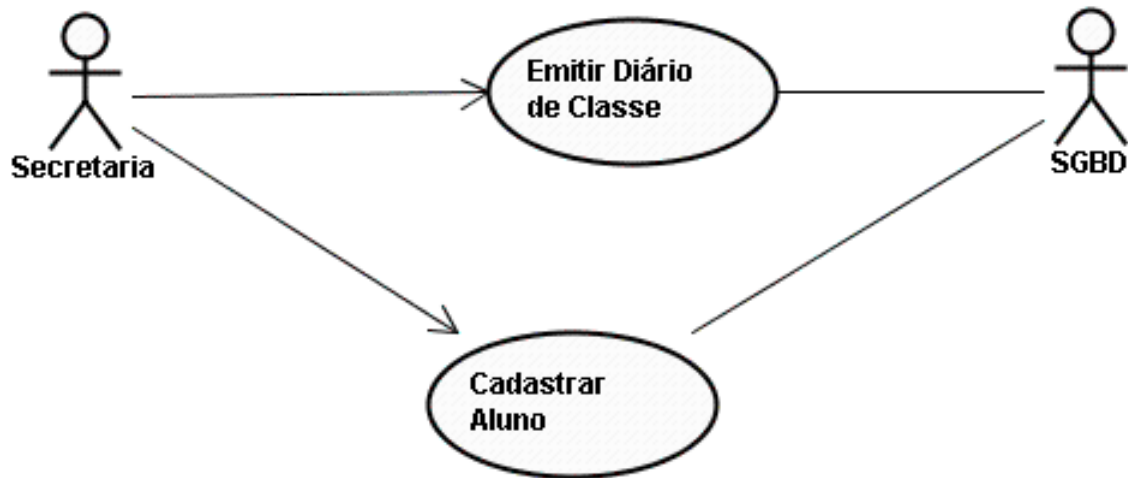 Emitir Diário
de Classe
Secretaria
SGBD
Cadastrar
Aluno